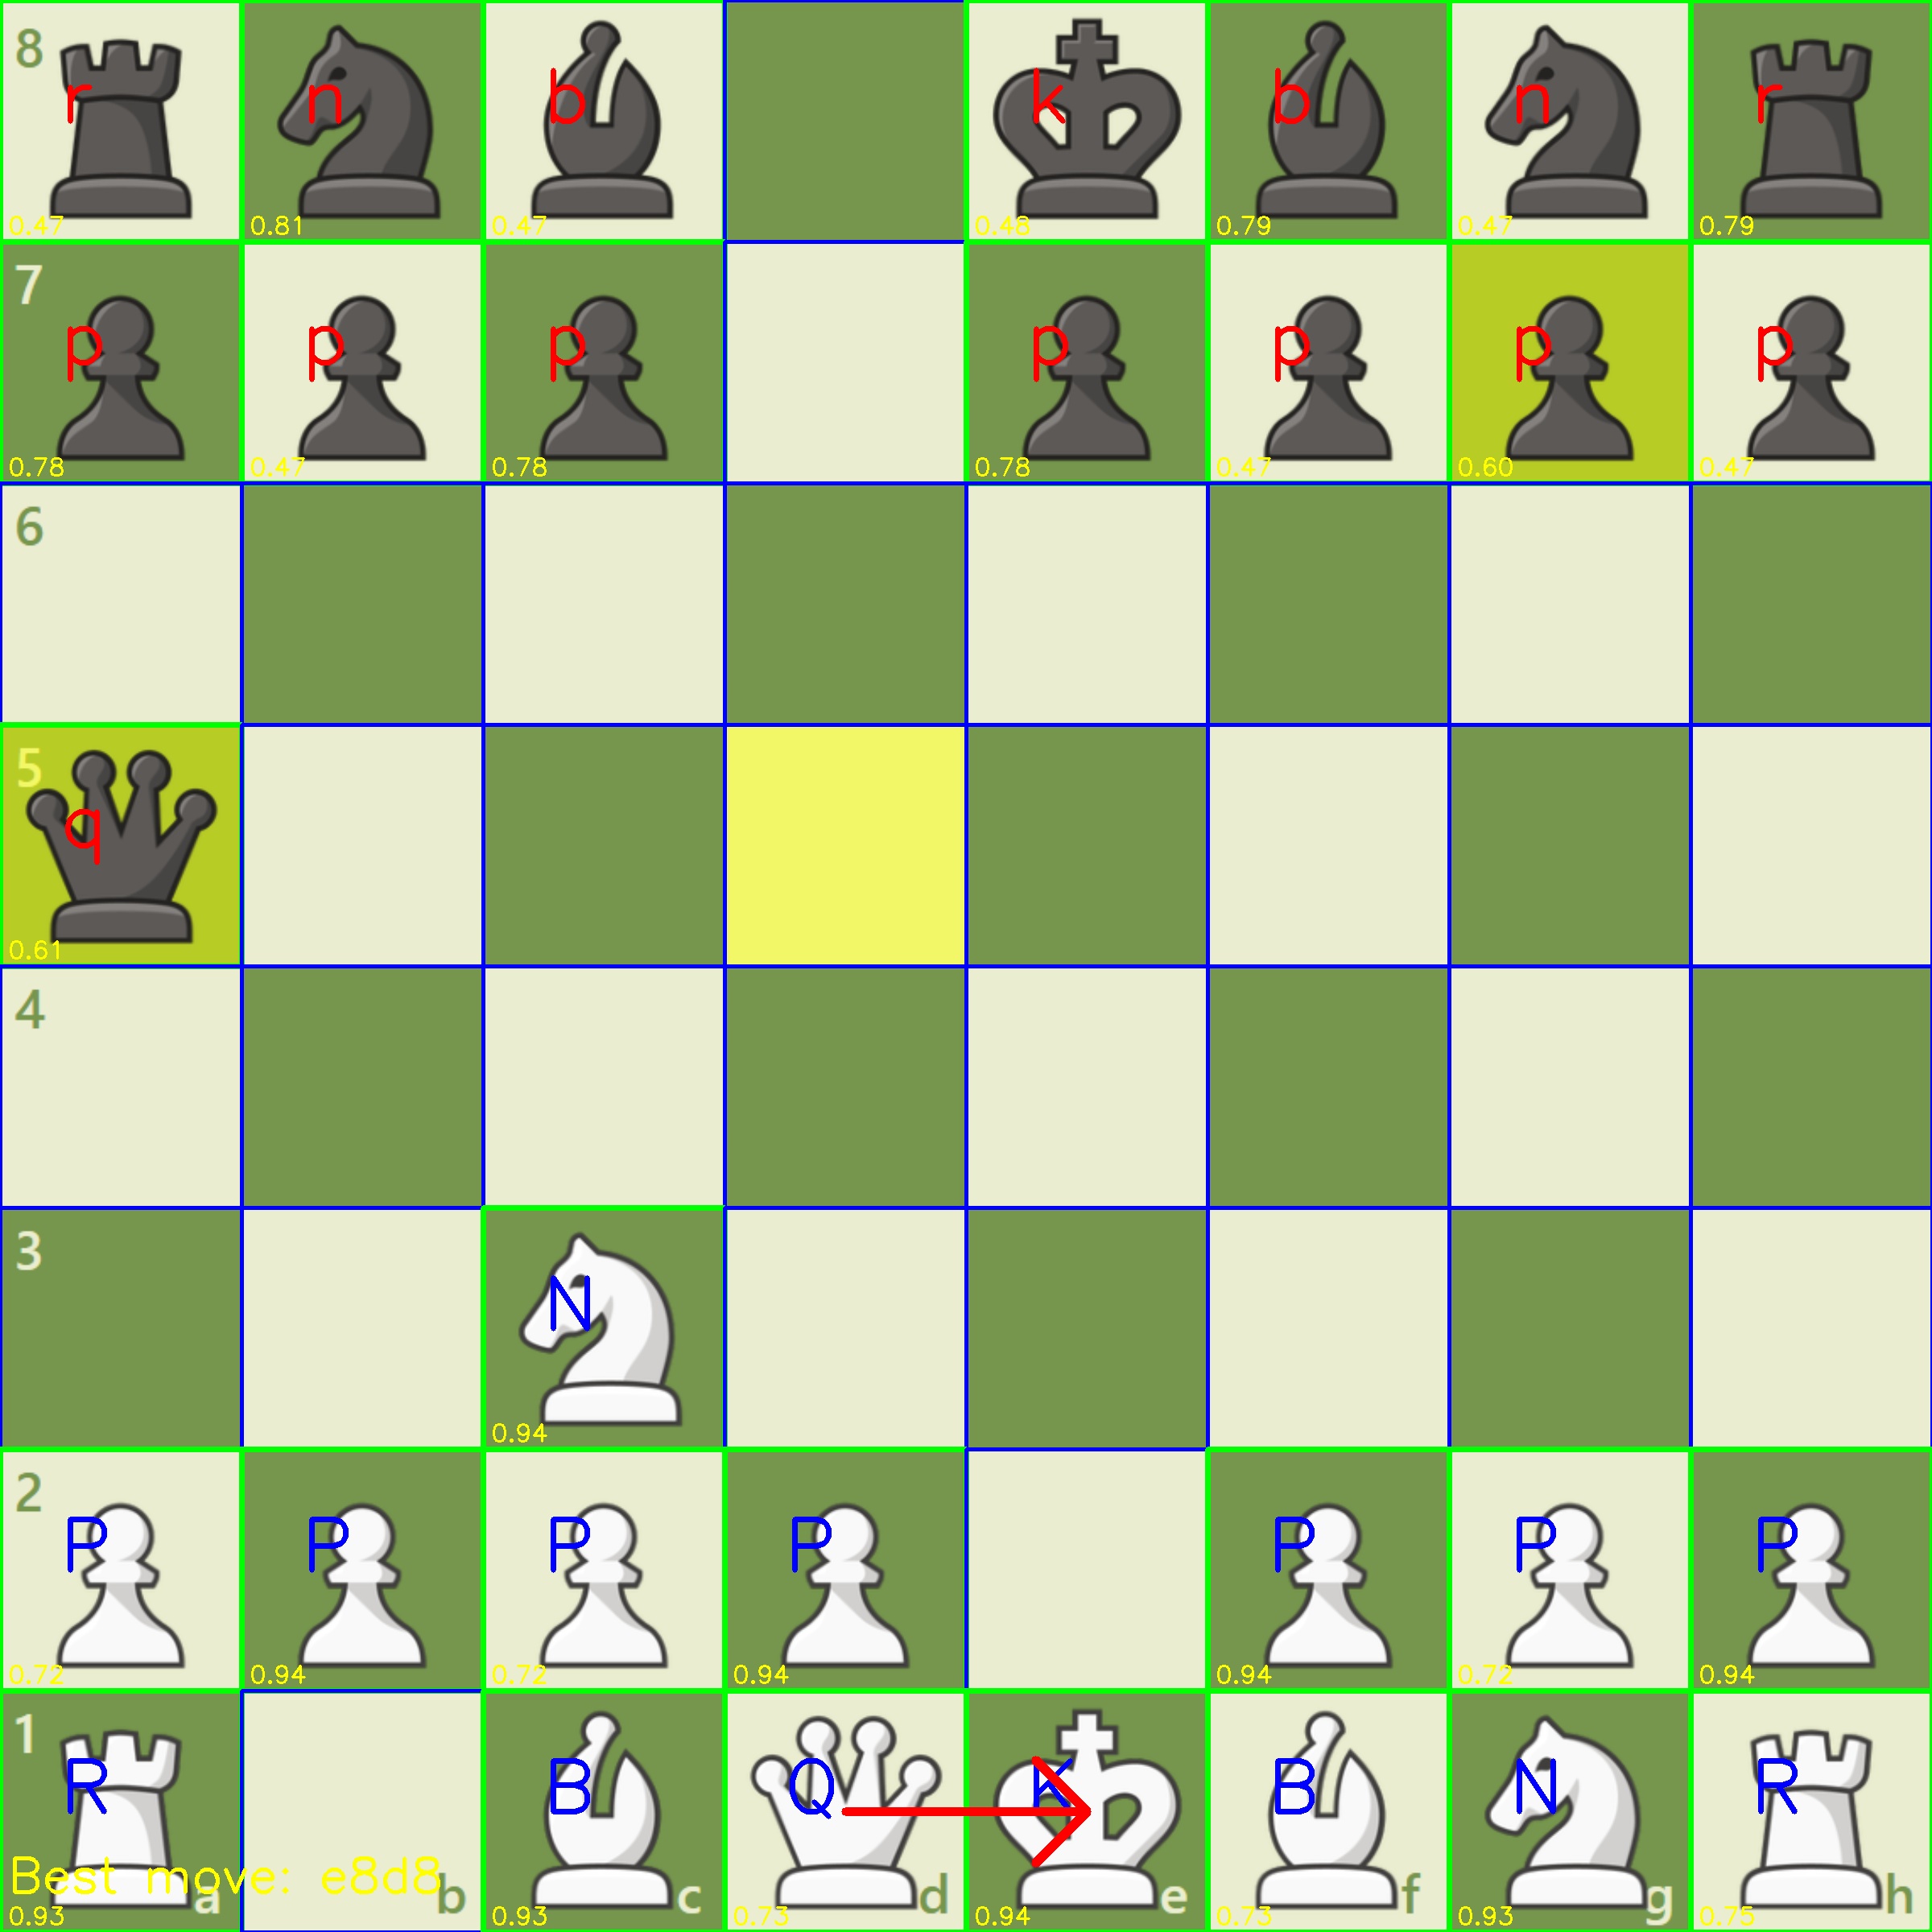 8 r n b k b n r
0.47 0.81 0.47 0.48 0.79 0.47 0.79
7 p p p p p p p
0.78 0.47 0.78 0.78 0.47 0.60 0.47
6
5 q
0.61
4
3 N
0.94
2 P P P P P P P
0.72 0.94 0.72 0.94 0.94 0.72 0.94
1 R B Q K B N R
Best move: e8d8
a b c d e f g h
0.93 0.93 0.73 0.94 0.73 0.93 0.75